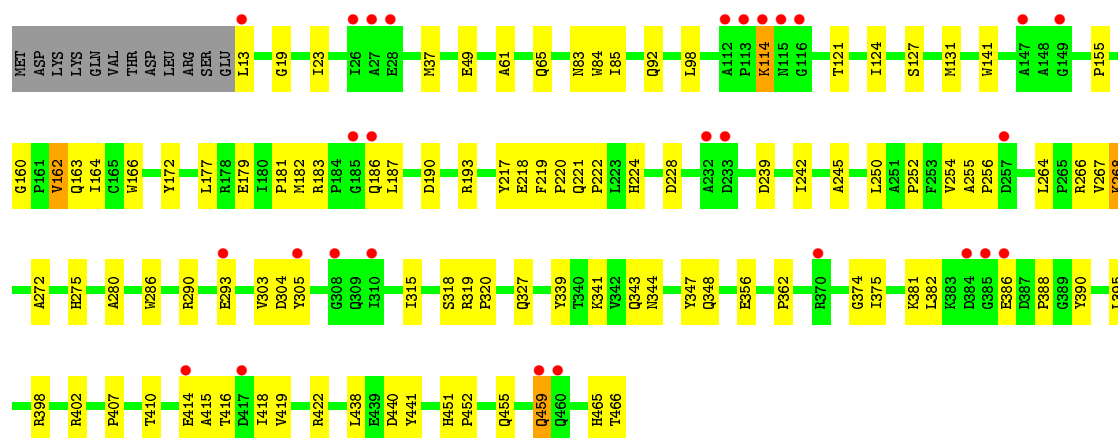 MET ASP LYS LYS GLN VAL THR ASP LEU ARG SER GLU L13 G19 I23 I26 A27 E28 M37 E49 A61 Q65 N83 W84 I85 Q92 L98 A112 P113 K114 N115 G116 T121 I124 S127 M131 W141 A147 A148 G149 P155
G160 P161 V162 Q163 I164 C165 W166 Y172 L177 R178 E179 I180 P181 M182 R183 P184 G185 Q186 L187 D190 R193 Y217 E218 F219 P220 Q221 P222 L223 H224 D228 A232 D233 D239 I242 A245 L250 A251 P252 F253 V254 A255 P256 D257 L264 P265 R266 V267 K268
A272 H275 A280 W286 R290 E293 V303 D304 Y305 G308 Q309 I310 I315 S318 R319 P320 Q327 Y339 T340 K341 V342 Q343 N344 Y347 Q348 E356 P362 R370 G374 I375 K381 L382 K383 D384 G385 E386 D387 P388 G389 Y390
R398 R402 P407 T410 E414 A415 T416 D417 I418 V419 R422 L438 E439 D440 Y441 H451 P452 Q455 Q459 Q460 H465 T466